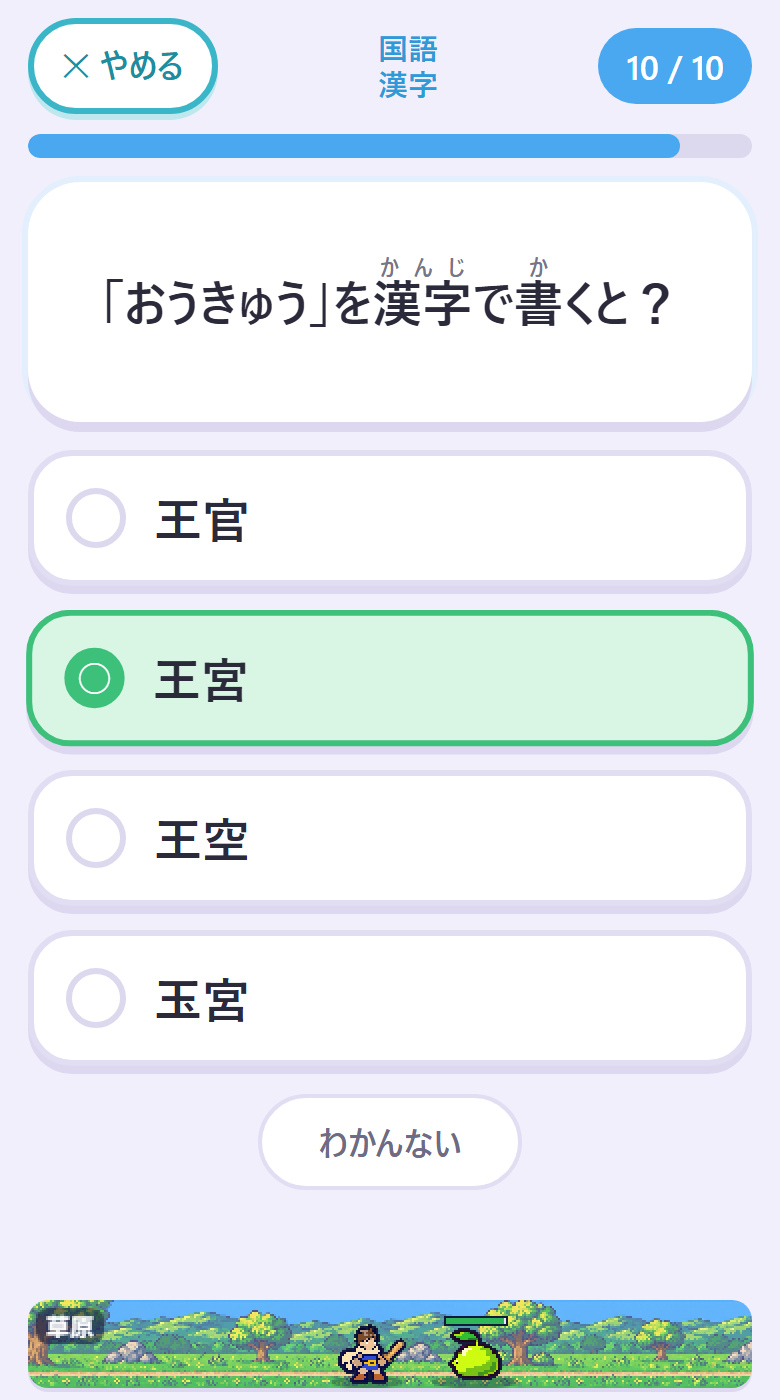 × やめる
国語
漢字
10 / 10
かんじ か
「おうきゅう」を漢字で書くと？
王官
王宮
王空
玉宮
わかんない
草原